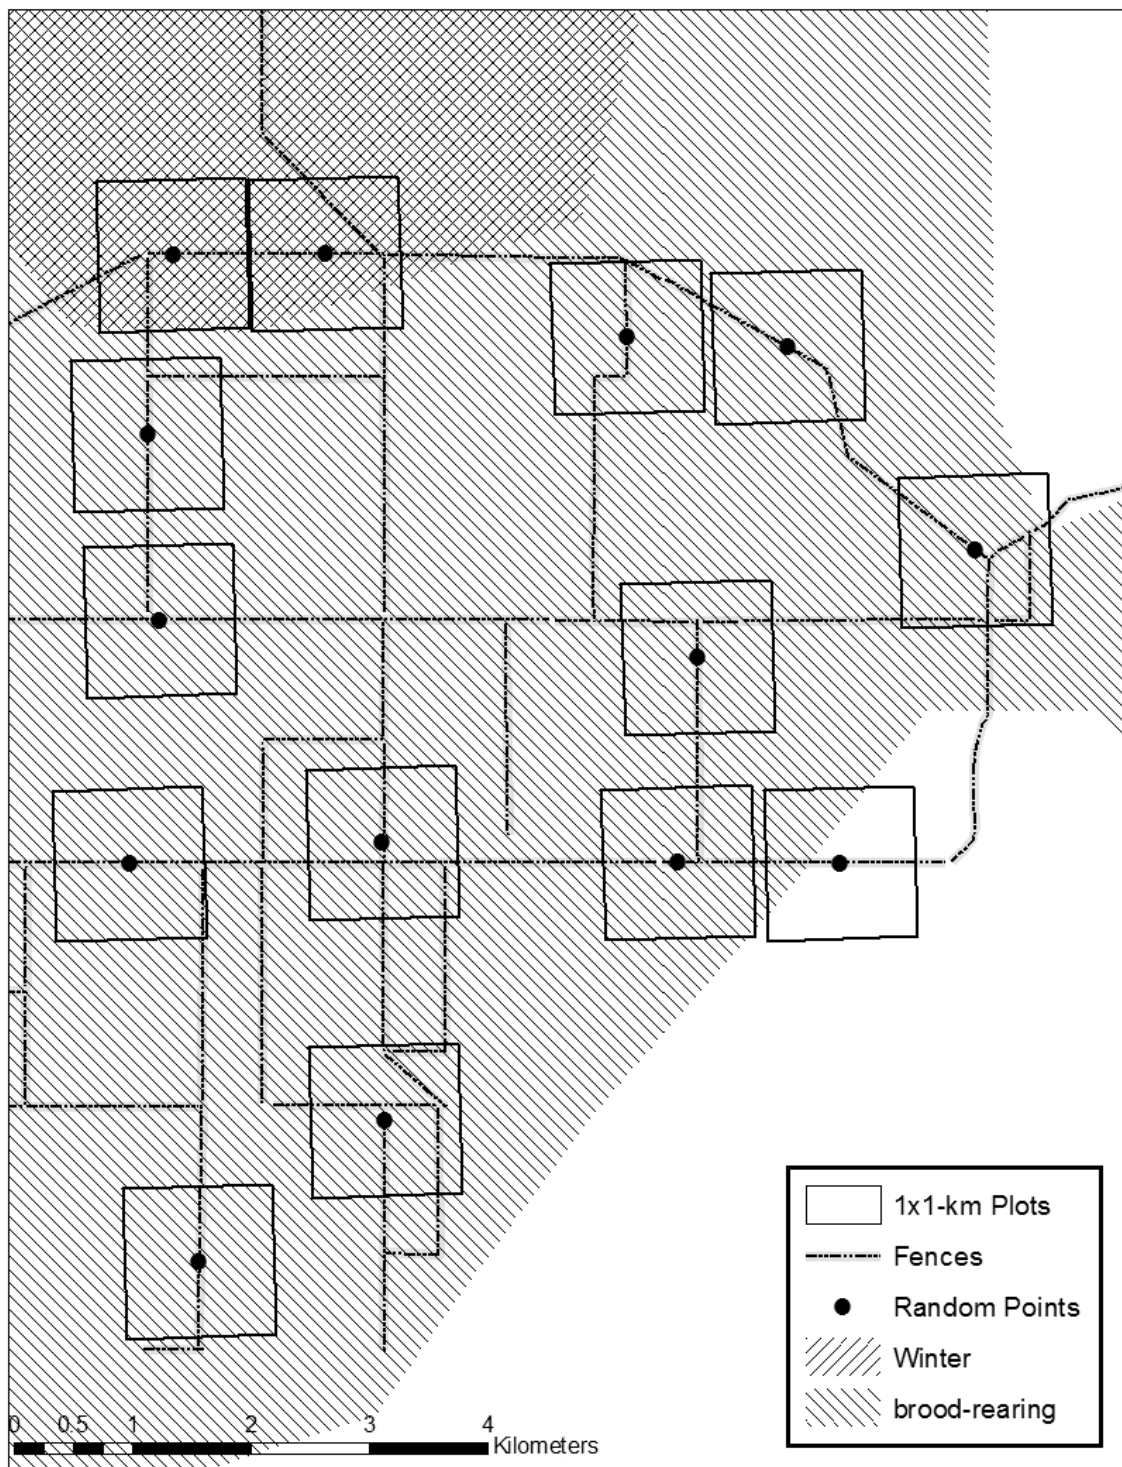 1x1-km Plots
Fences
Random Points
Winter
brood-rearing
0 0.5 1 2 3 4
Kilometers